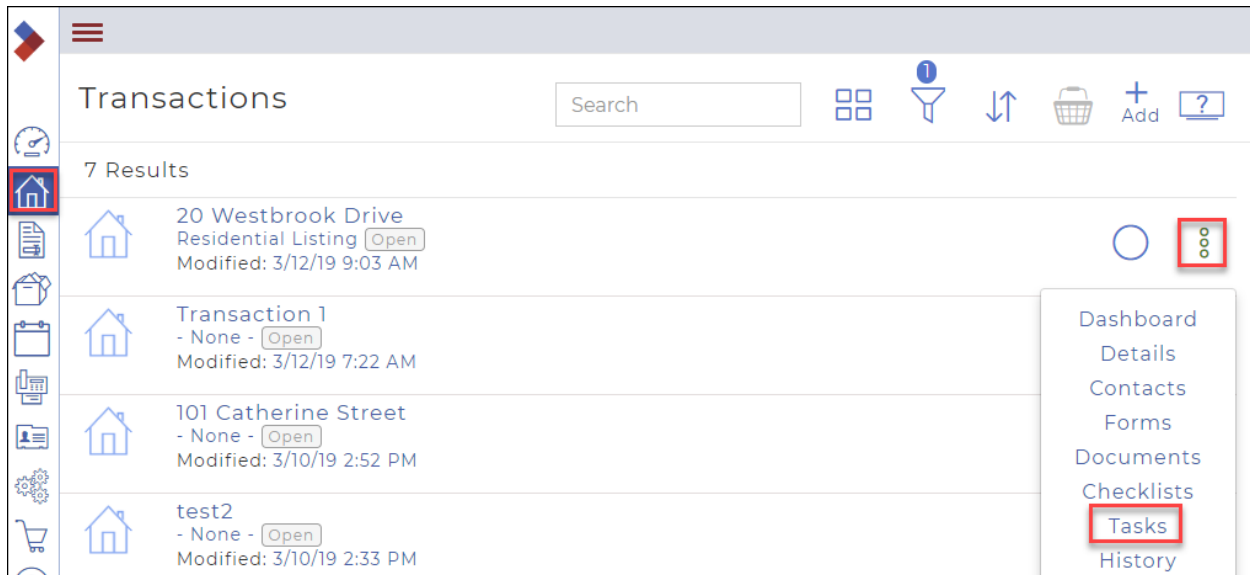 1
Transactions
Search
Add
?
7 Results
20 Westbrook Drive
Residential Listing Open
Modified: 3/12/19 9:03 AM
Transaction 1
- None - Open
Modified: 3/12/19 7:22 AM
101 Catherine Street
- None - Open
Modified: 3/10/19 2:52 PM
test2
- None - Open
Modified: 3/10/19 2:33 PM
Dashboard
Details
Contacts
Forms
Documents
Checklists
Tasks
History